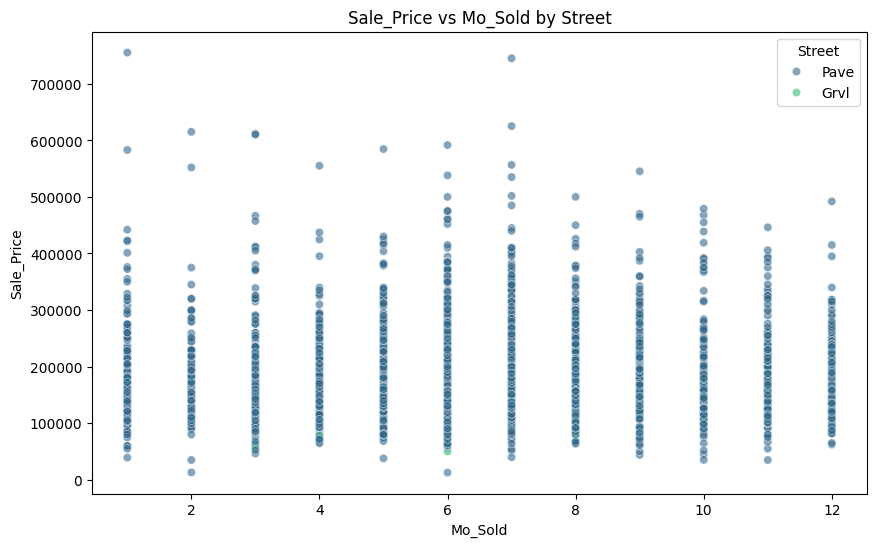 Sale_Price vs Mo_Sold by Street
Street
Pave
Grvl
Sale_Price
700000
600000
500000
400000
300000
200000
100000
0
2 4 6 8 10 12
Mo_Sold